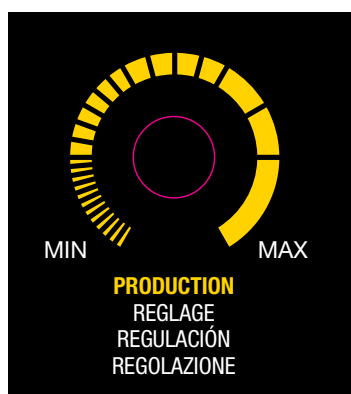 MIN MAX
PRODUCTION
REGLAGE
REGULACIÓN
REGOLAZIONE